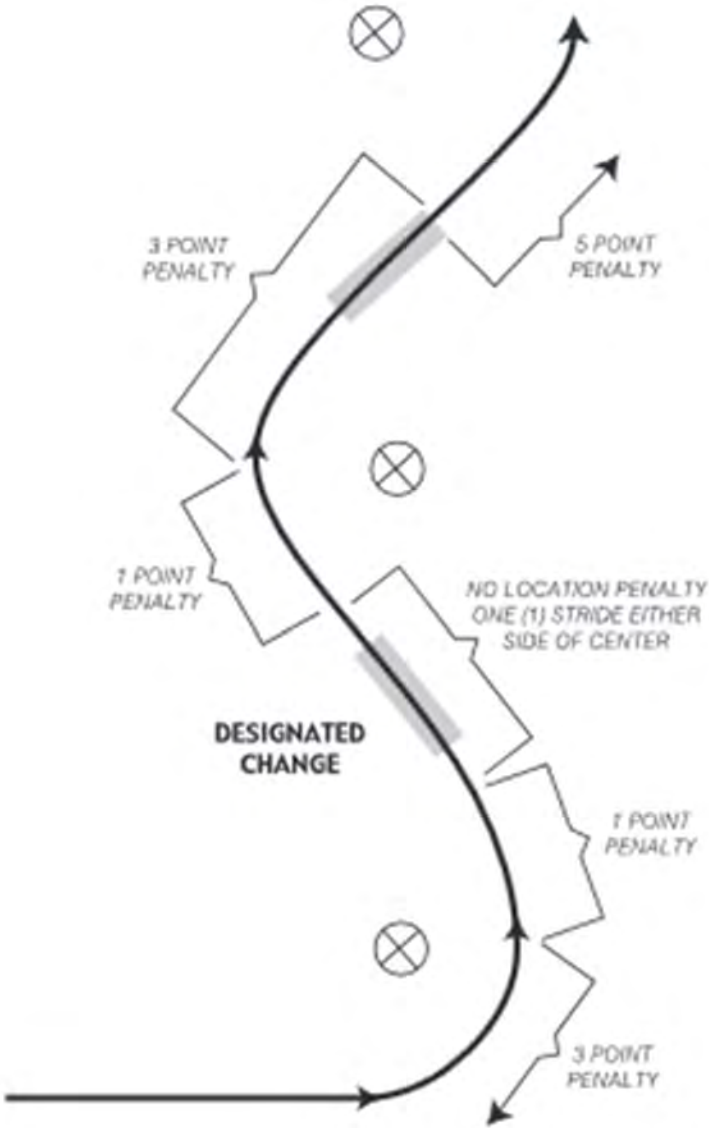 3 POINT
PENALTY
5 POINT
PENALTY
1 POINT
PENALTY
NO LOCATION PENALTY
ONE (1) STRIDE EITHER
SIDE OF CENTER
DESIGNATED
CHANGE
1 POINT
PENALTY
3 POINT
PENALTY